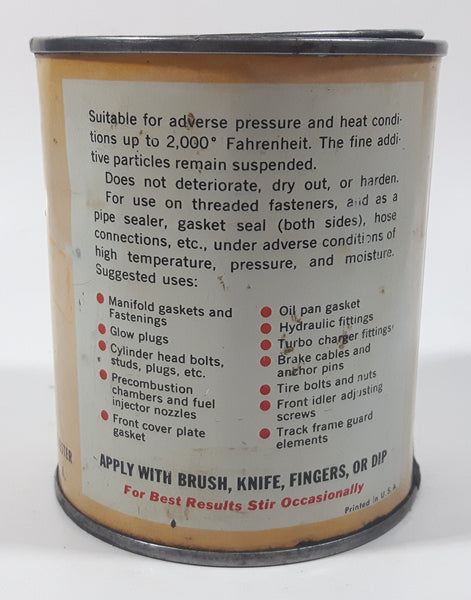 Suitable for adverse pressure and heat condi-
tions up to 2,000° Fahrenheit. The fine addi-
tive particles remain suspended.
Does not deteriorate, dry out, or harden.
For use on threaded fasteners, and as a
pipe sealer, gasket seal (both sides), hose
connections, etc., under adverse conditions of
high temperature, pressure, and moisture.
Suggested uses:
Manifold gaskets and
Fastenings
Glow plugs
Cylinder head bolts,
studs, plugs, etc.
Precombustion
chambers and fuel
injector nozzles
Front cover plate
gasket
Oil pan gasket
Hydraulic fittings
Turbo charger fittings
Brake cables and
anchor pins
Tire bolts and nuts
Front idler adjusting
screws
Track frame guard
elements
APPLY WITH BRUSH, KNIFE, FINGERS, OR DIP
For Best Results Stir Occasionally
Printed in U.S.A.